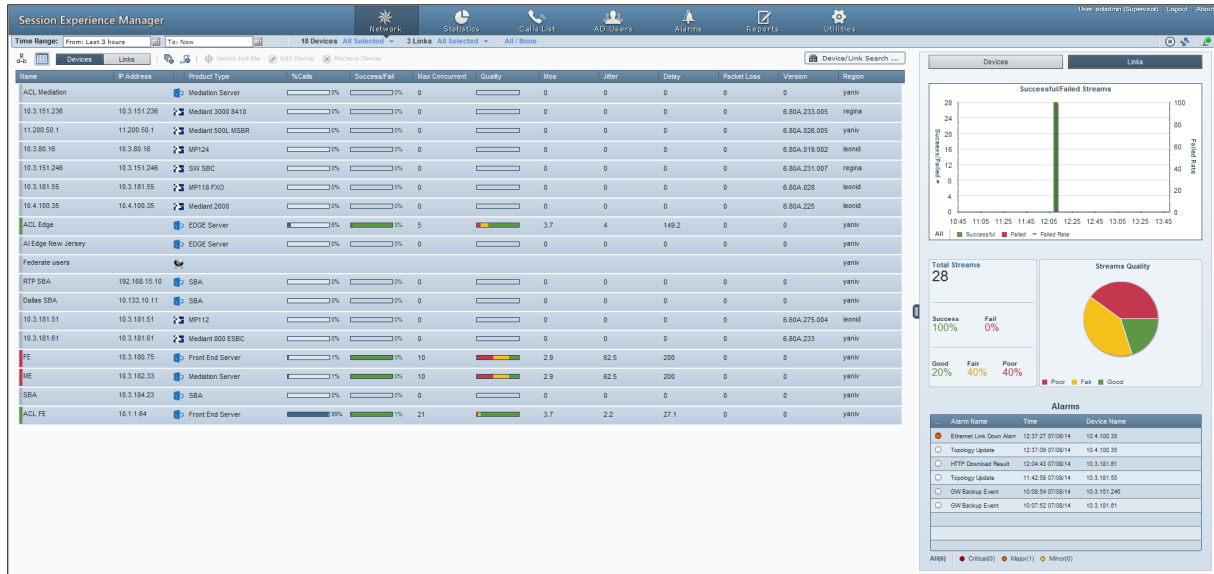 User: acladmin (Supervisor) Logout About
Session Experience Manager
Network Statistics Calls List AD Users Alarms Reports Utilities
Time Range: From: Last 3 hours To: Now 18 Devices All Selected 3 Links All Selected All / None
Devices Links Select Just Me Edit Device Remove Device Device/Link Search ...
Name IP Address Product Type %Calls Success/Fail Max Concurrent Quality Mos Jitter Delay Packet Loss Version Region
ACL Mediation Mediation Server 0% 0% 0 0 0 0 0 yaniv
10.3.151.236 10.3.151.236 Mediant 3000 8410 0% 0% 0 0 0 0 0 6.80A.233.005 regina
11.200.50.1 11.200.50.1 Mediant 500L MSBR 0% 0% 0 0 0 0 0 6.80A.026.005 yaniv
10.3.80.16 10.3.80.16 MP124 0% 0% 0 0 0 0 0 6.80A.019.002 leonid
10.3.151.246 10.3.151.246 SW SBC 0% 0% 0 0 0 0 0 6.80A.231.007 regina
10.3.181.55 10.3.181.55 MP118 FXO 0% 0% 0 0 0 0 0 6.80A.028 leonid
10.4.100.35 10.4.100.35 Mediant 2000 0% 0% 0 0 0 0 0 6.80A.225 leonid
ACL Edge EDGE Server 8% 3% 5 3.7 4 149.2 0 0 yaniv
Al Edge New Jersey EDGE Server 0% 0% 0 0 0 0 0 0 yaniv
Federate users yaniv
RTP SBA 192.168.15.10 SBA 0% 0% 0 0 0 0 0 0 yaniv
Dallas SBA 10.133.10.11 SBA 0% 0% 0 0 0 0 0 0 yaniv
10.3.181.51 10.3.181.51 MP112 0% 0% 0 0 0 0 0 6.60A.275.004 leonid
10.3.181.61 10.3.181.61 Mediant 800 ESBC 0% 0% 0 0 0 0 0 6.80A.233 yaniv
FE 10.3.180.75 Front End Server 1% 0% 10 2.9 62.5 200 0 0 yaniv
ME 10.3.182.33 Mediation Server 1% 0% 10 2.9 62.5 200 0 0 yaniv
SBA 10.3.184.23 SBA 0% 0% 0 0 0 0 0 0 yaniv
ACL FE 10.1.1.64 Front End Server 99% 1% 21 3.7 2.2 27.1 0 0 yaniv
Devices Links
Successful/Failed Streams
Success/Failed #
28
24
20
16
12
8
4
0
100
80
60
40
20
0
Failed Rate
10:45 11:05 11:25 11:45 12:05 12:25 12:45 13:05 13:25 13:45
All Successful Failed Failed Rate
Total Streams
28
Success Fail
100% 0%
Good Fair Poor
20% 40% 40%
Streams Quality
Poor Fair Good
Alarms
... Alarm Name Time Device Name
Ethernet Link Down Alarm 12:37:27 07/08/14 10.4.100.35
Topology Update 12:37:09 07/08/14 10.4.100.35
HTTP Download Result 12:04:43 07/08/14 10.3.181.61
Topology Update 11:42:58 07/08/14 10.3.181.55
GW Backup Event 10:08:54 07/08/14 10.3.151.246
GW Backup Event 10:07:52 07/08/14 10.3.181.61
All(6) Critical(0) Major(1) Minor(0)